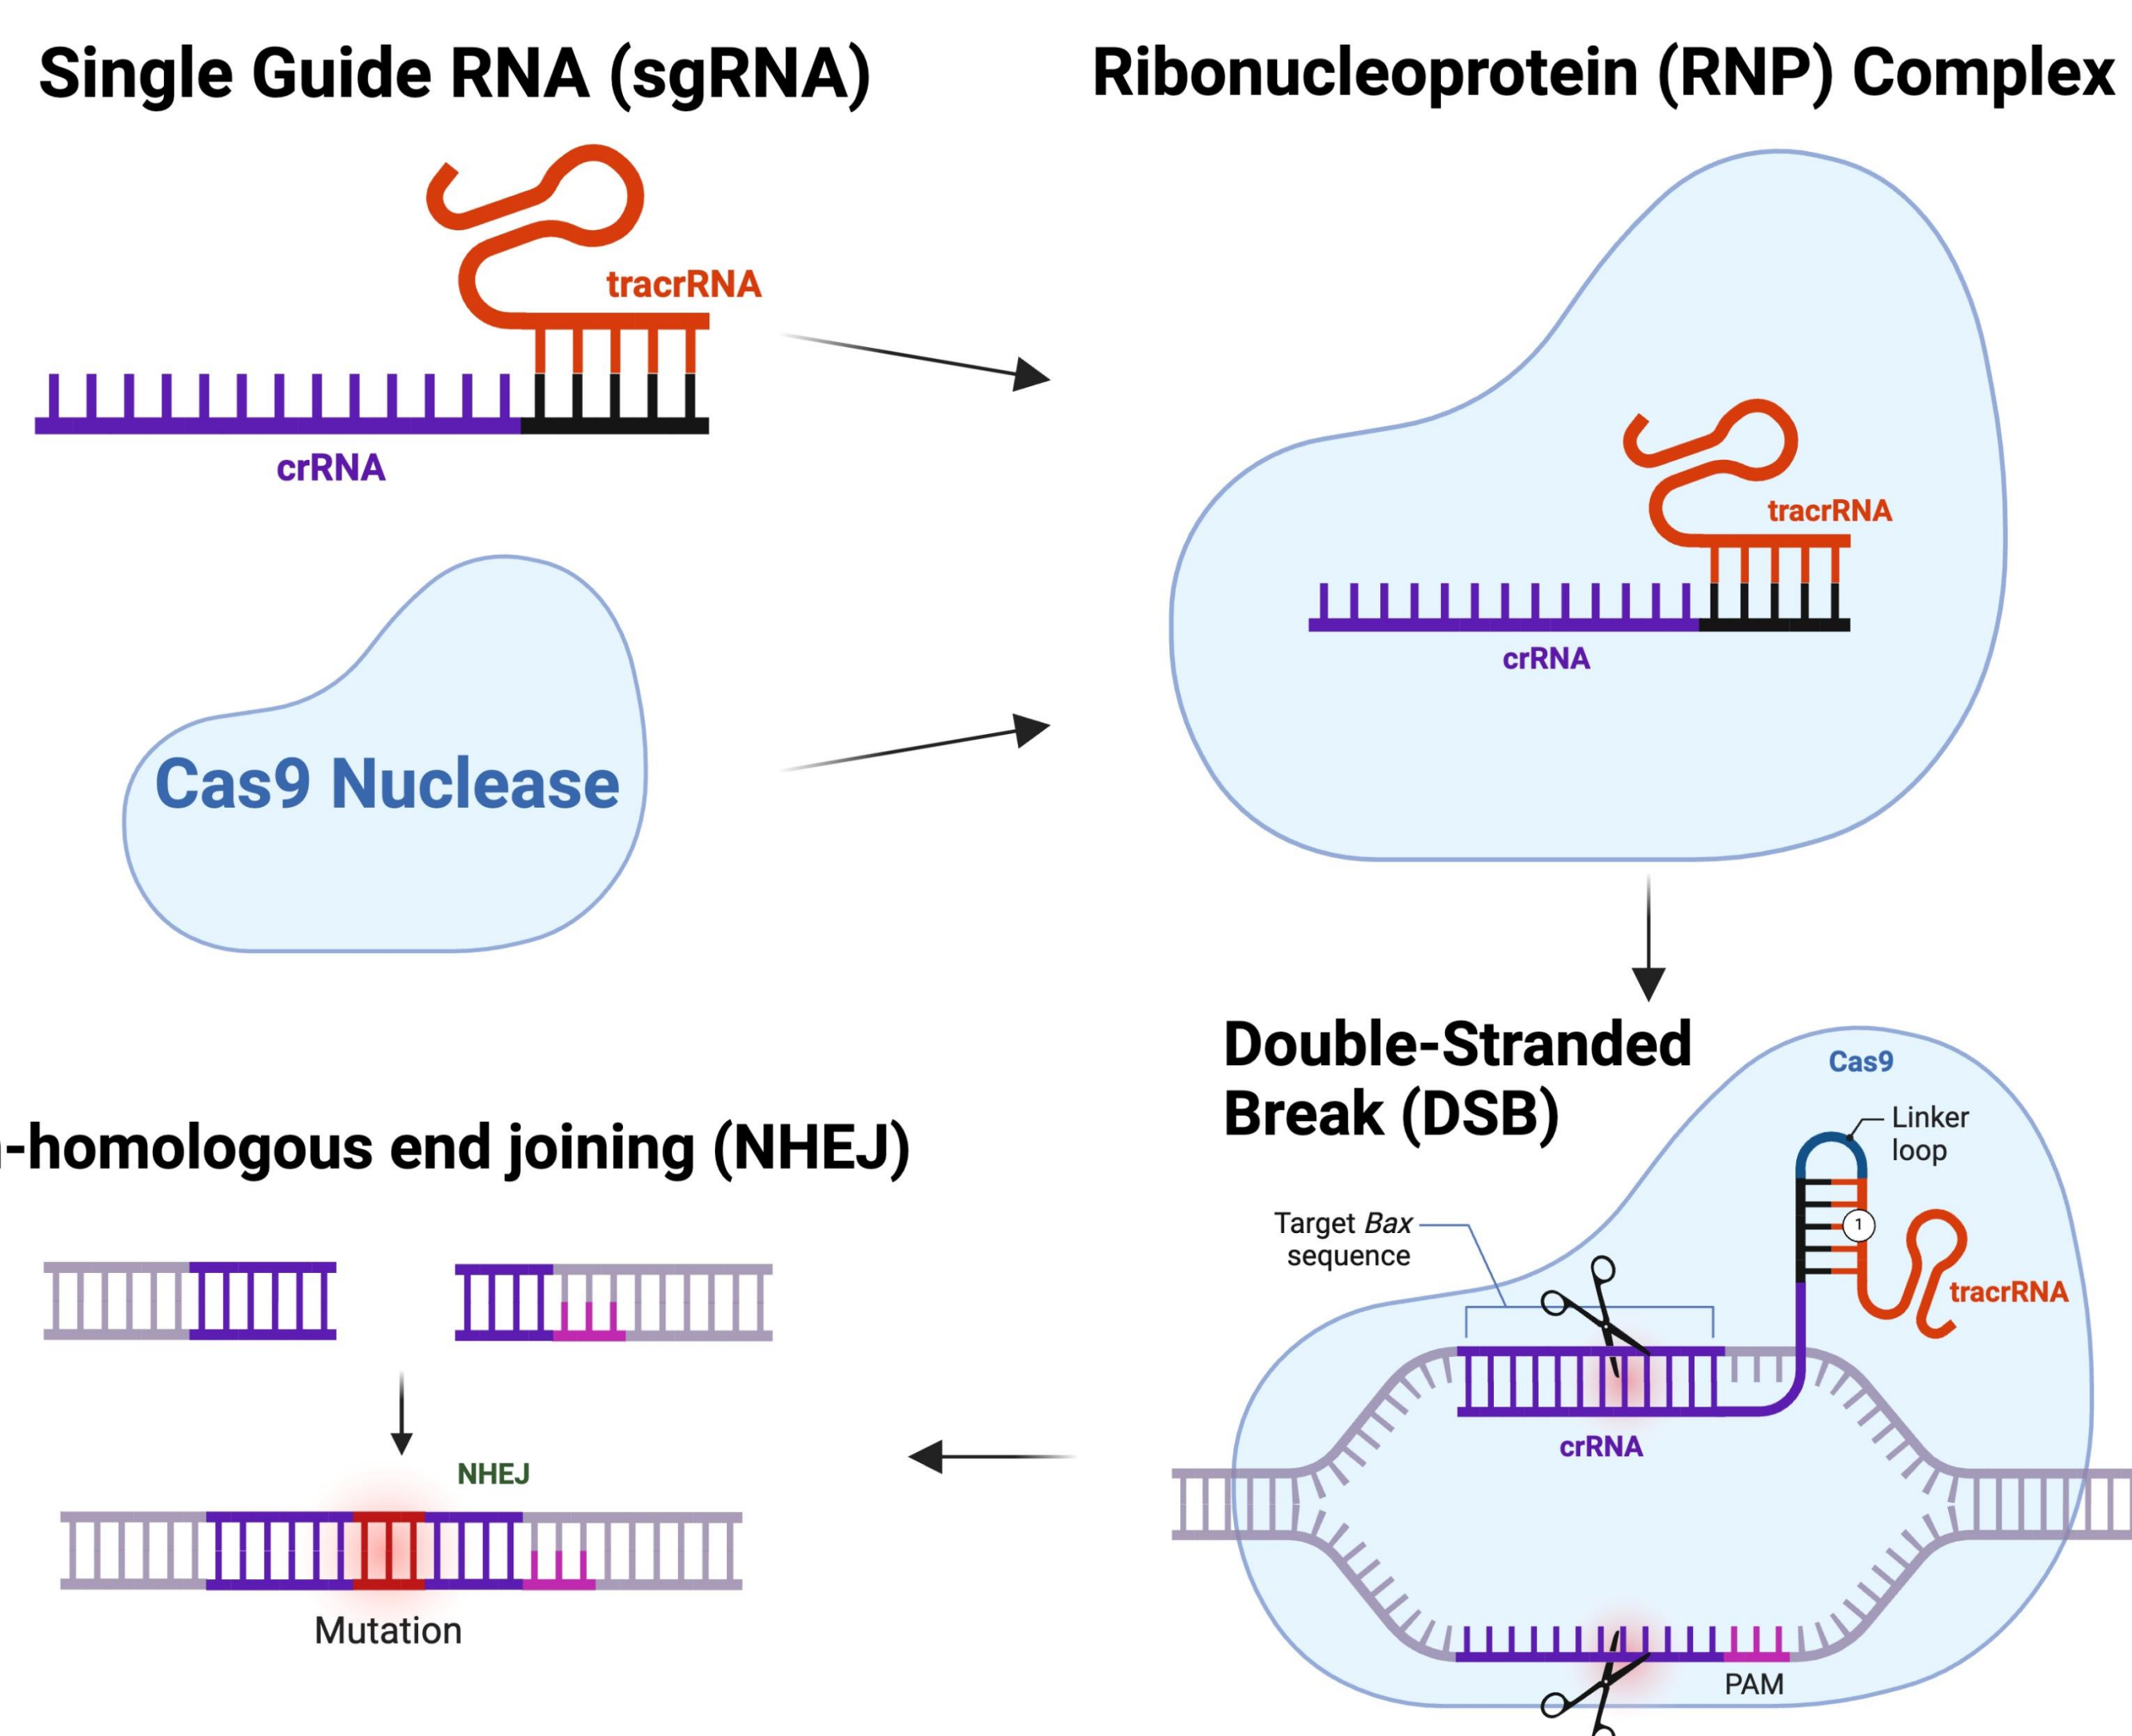 Single Guide RNA (sgRNA)
tracrRNA
crRNA
Cas9 Nuclease
Ribonucleoprotein (RNP) Complex
tracrRNA
crRNA
Double-Stranded
Break (DSB)
Cas9
Linker
loop
1
tracrRNA
Target Bax
sequence
crRNA
PAM
-homologous end joining (NHEJ)
NHEJ
Mutation